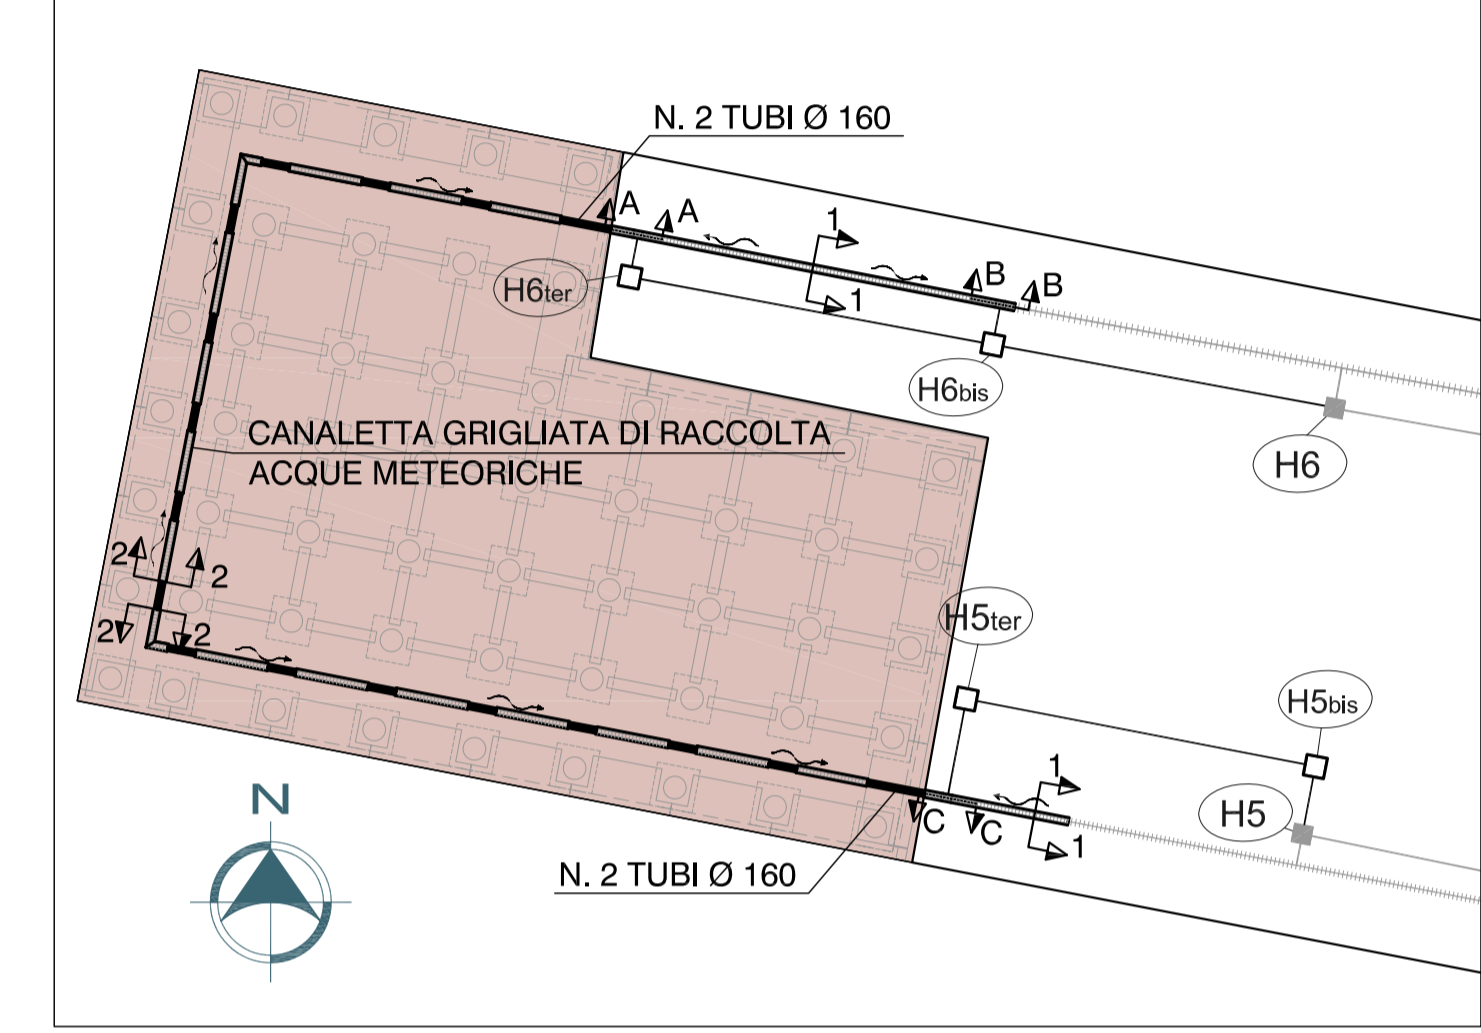 N. 2 TUBI Ø 160
A
A
1
H6ter
B
B
1
H6bis
H6
CANALETTA GRIGLIATA DI RACCOLTA
ACQUE METEORICHE
2
2
H5ter
2
2
H5bis
1
N
H5
C
C
1
N. 2 TUBI Ø 160